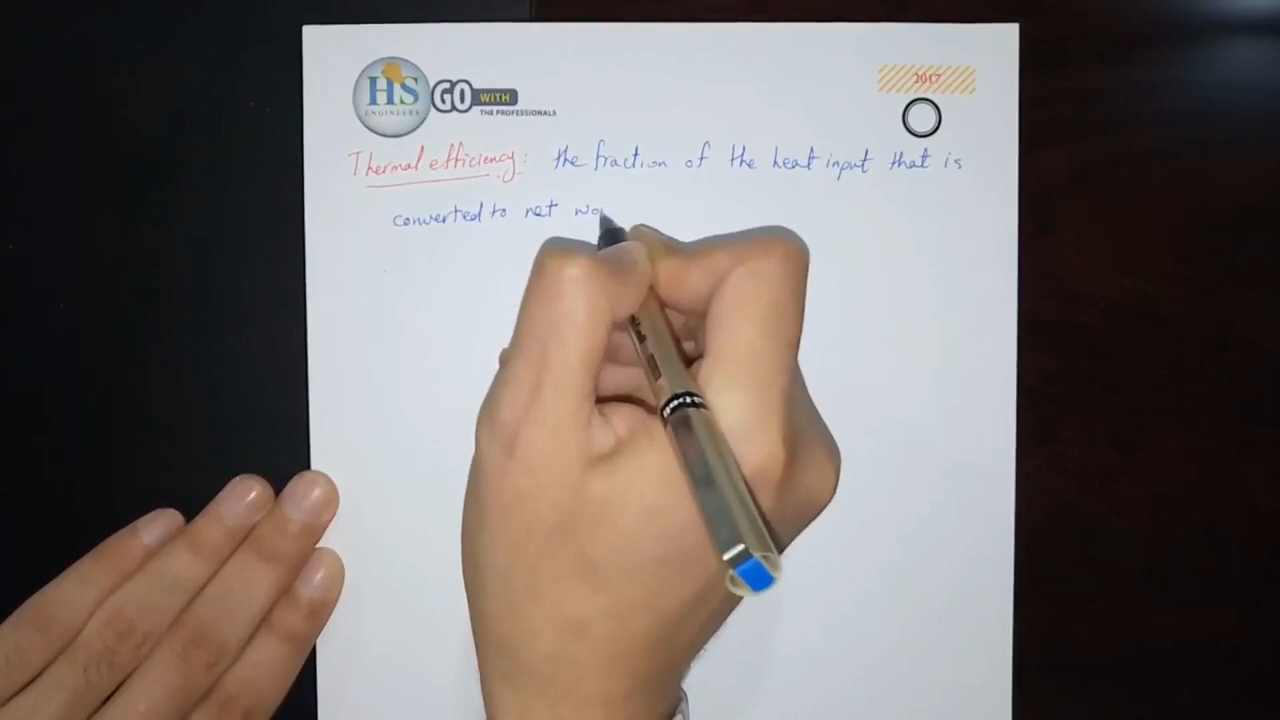 HS
ENGINEERS
GO WITH
THE PROFESSIONALS
2017
Thermal efficiency: the fraction of the heat input that is
converted to net wo